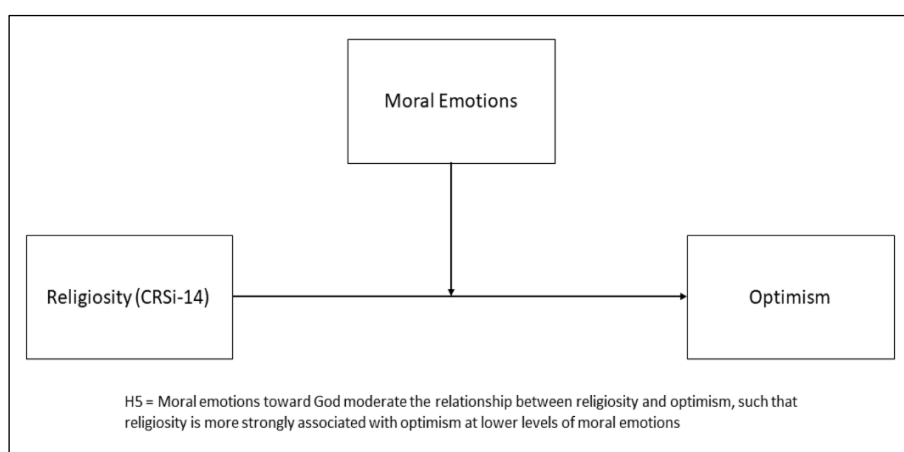 Moral Emotions
Religiosity (CRSi-14)
Optimism
H5 = Moral emotions toward God moderate the relationship between religiosity and optimism, such that
religiosity is more strongly associated with optimism at lower levels of moral emotions